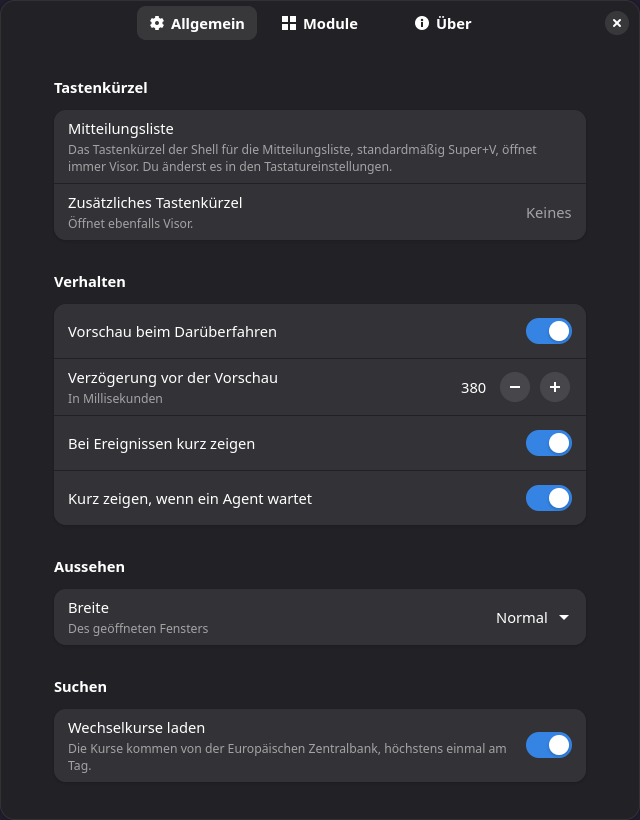 Allgemein
Module
Über
Tastenkürzel
Mitteilungsliste
Das Tastenkürzel der Shell für die Mitteilungsliste, standardmäßig Super+V, öffnet
immer Visor. Du änderst es in den Tastatureinstellungen.
Zusätzliches Tastenkürzel
Öffnet ebenfalls Visor.
Keines
Verhalten
Vorschau beim Darüberfahren
Verzögerung vor der Vorschau
In Millisekunden
380
Bei Ereignissen kurz zeigen
Kurz zeigen, wenn ein Agent wartet
Aussehen
Breite
Des geöffneten Fensters
Normal
Suchen
Wechselkurse laden
Die Kurse kommen von der Europäischen Zentralbank, höchstens einmal am
Tag.